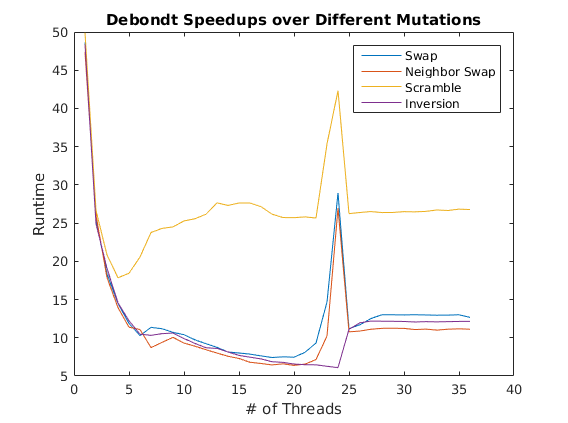 Debondt Speedups over Different Mutations
50
45
40
35
30
25
20
15
10
5
Runtime
Swap
Neighbor Swap
Scramble
Inversion
0 5 10 15 20 25 30 35 40
# of Threads